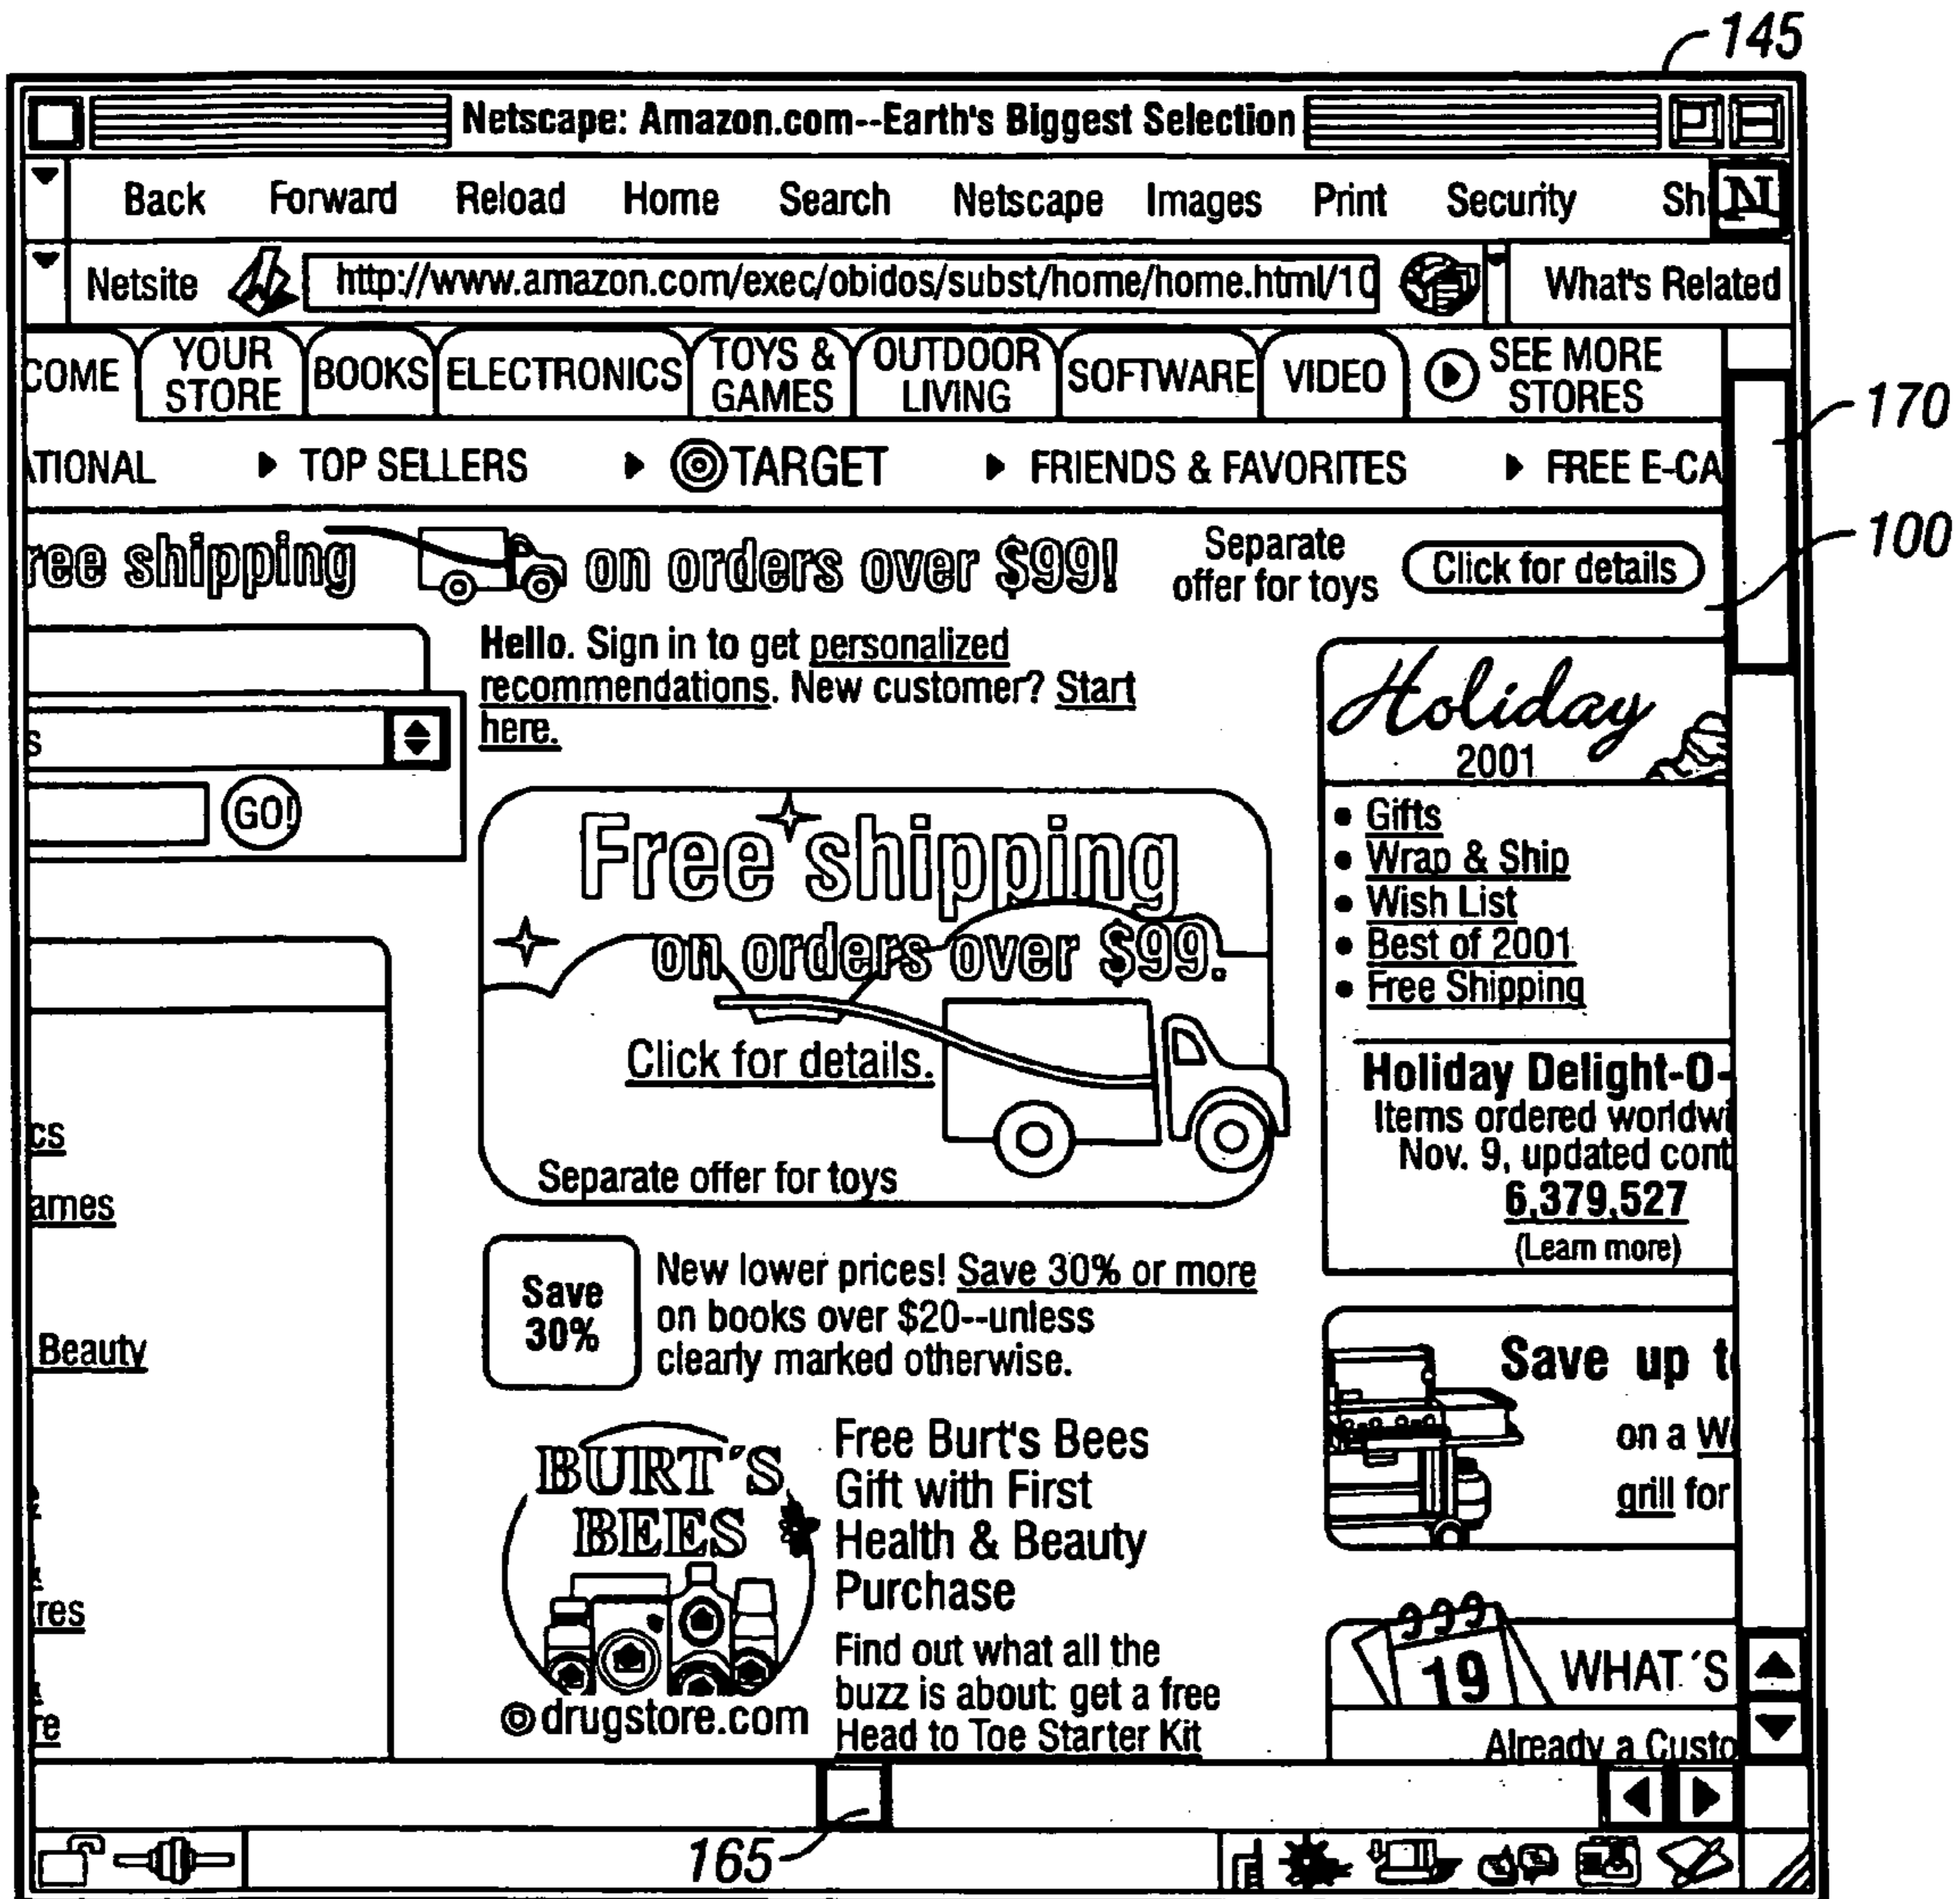 145
Netscape: Amazon.com--Earth's Biggest Selection
Back Forward Reload Home Search Netscape Images Print Security Sh N
Netsite http://www.amazon.com/exec/obidos/subst/home/home.html/10 What's Related
COME YOUR STORE BOOKS ELECTRONICS TOYS & GAMES OUTDOOR LIVING SOFTWARE VIDEO SEE MORE STORES
170
ATIONAL TOP SELLERS TARGET FRIENDS & FAVORITES FREE E-CA
100
ree shipping on orders over $99! Separate offer for toys Click for details
Hello. Sign in to get personalized
recommendations. New customer? Start
here.
s
GO!
Holiday
2001
Free shipping
on orders over $99.
Click for details.
Separate offer for toys
• Gifts
• Wrap & Ship
• Wish List
• Best of 2001
• Free Shipping
Holiday Delight-O-
Items ordered worldwi
Nov. 9, updated cont
6,379,527
(Learn more)
cs
ames
Beauty
res
re
Save
30%
New lower prices! Save 30% or more
on books over $20--unless
clearly marked otherwise.
Save up t
on a W
grill for
BURT´S
BEES
©drugstore.com
Free Burt's Bees
Gift with First
Health & Beauty
Purchase
Find out what all the
buzz is about: get a free
Head to Toe Starter Kit
19
WHAT´S
Already a Custo
165